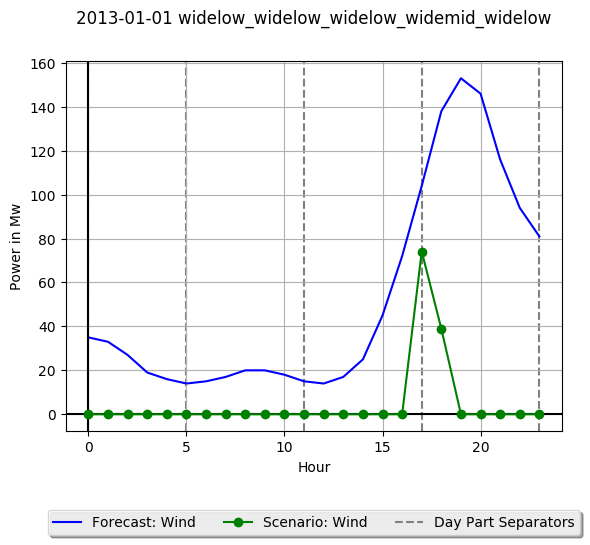 2013-01-01 widelow_widelow_widelow_widemid_widelow
160
140
120
100
80
60
40
20
0
Power in Mw
0 5 10 15 20
Hour
Forecast: Wind Scenario: Wind Day Part Separators